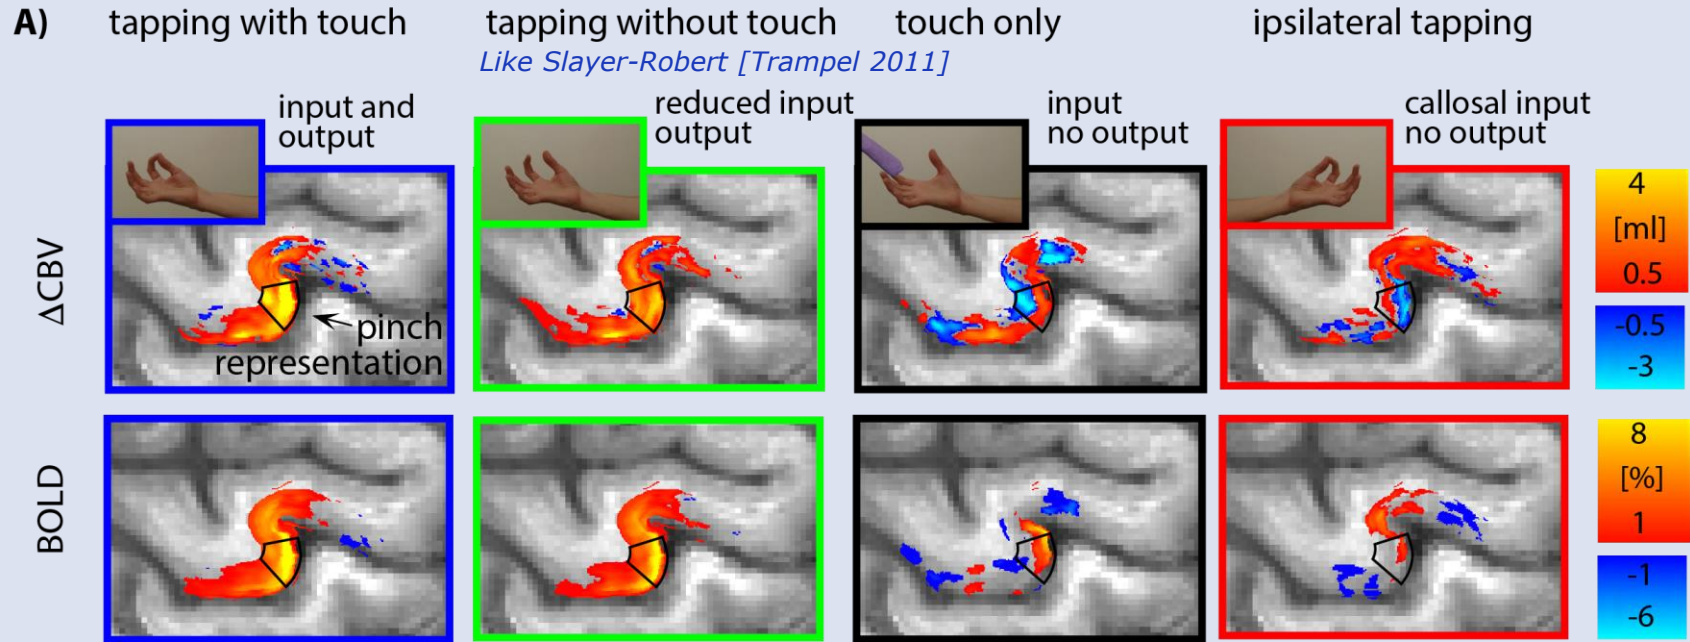 A)
tapping with touch
tapping without touch
touch only
ipsilateral tapping
Like Slayer-Robert [Trampel 2011]
input and
output
reduced input
output
input
no output
callosal input
no output
ΔCBV
pinch
representation
4
[ml]
0.5
-0.5
-3
BOLD
8
[%]
1
-1
-6